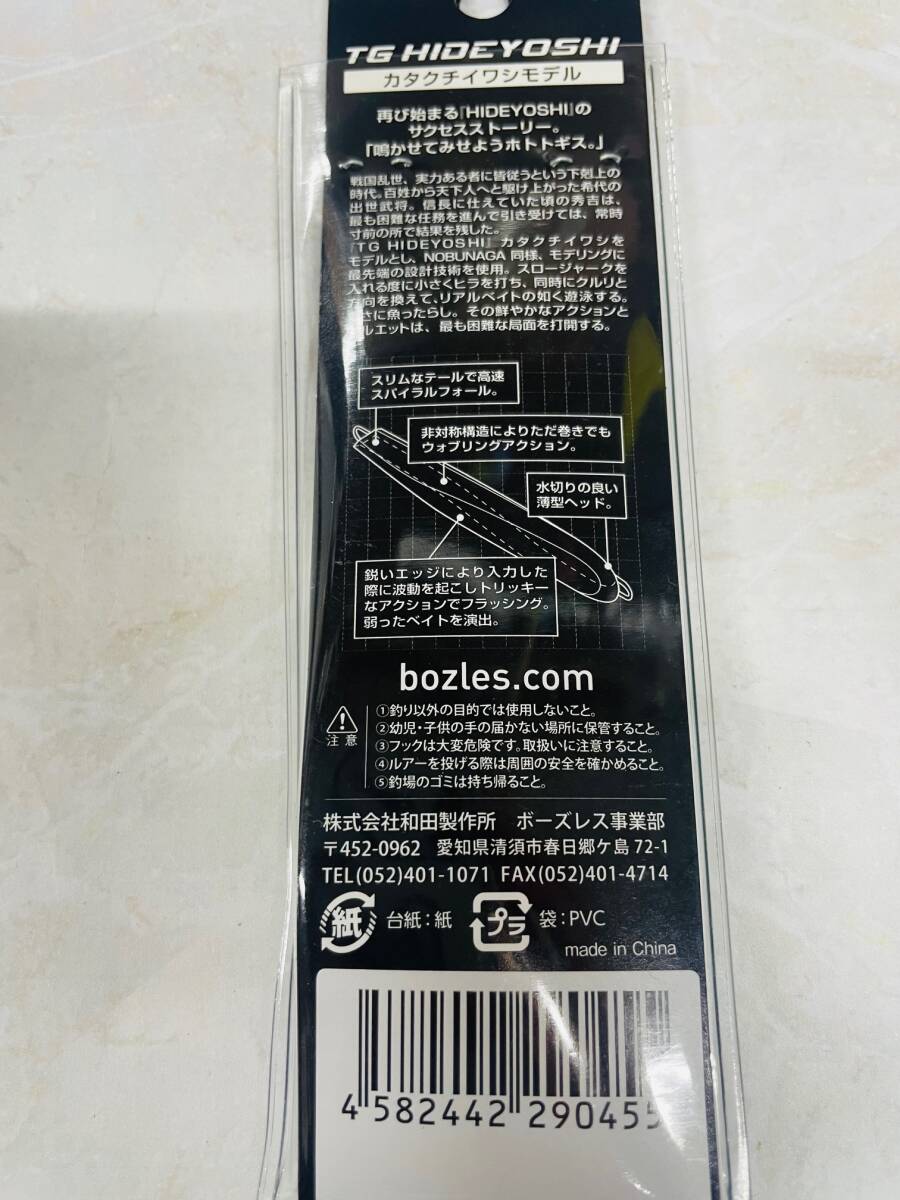 TG HIDEYOSHI
カタクチイワシモデル
再び始まる『HIDEYOSHI』の
サクセスストーリー。
「鳴かせてみせようホトトギス。」
戦国乱世、実力ある者に皆従うという下剋上の
時代。百姓から天下人へと駆け上がった希代の
出世武将。信長に仕えていた頃の秀吉は、
最も困難な任務を進んで引き受けては、常時
寸前の所で結果を残した。
『TG HIDEYOSHI』カタクチイワシを
モデルとし、NOBUNAGA 同様、モデリングに
最先端の設計技術を使用。スロージャークを
入れる度に小さくヒラを打ち、同時にクルリと
方向を換えて、リアルベイトの如く遊泳する。
さに魚ったらし。その鮮やかなアクションと
ルエットは、最も困難な局面を打開する。
スリムなテールで高速
スパイラルフォール。
非対称構造によりただ巻きでも
ウォブリングアクション。
水切りの良い
薄型ヘッド。
鋭いエッジにより入力した
際に波動を起こしトリッキー
なアクションでフラッシング。
弱ったベイトを演出。
bozles.com
注意
①釣り以外の目的では使用しないこと。
②幼児・子供の手の届かない場所に保管すること。
③フックは大変危険です。取扱いに注意すること。
④ルアーを投げる際は周囲の安全を確かめること。
⑤釣場のゴミは持ち帰ること。
株式会社和田製作所 ボーズレス事業部
〒452-0962 愛知県清須市春日郷ケ島 72-1
TEL(052)401-1071 FAX(052)401-4714
紙 台紙：紙 プラ 袋：PVC
made in China
4 582442 290455